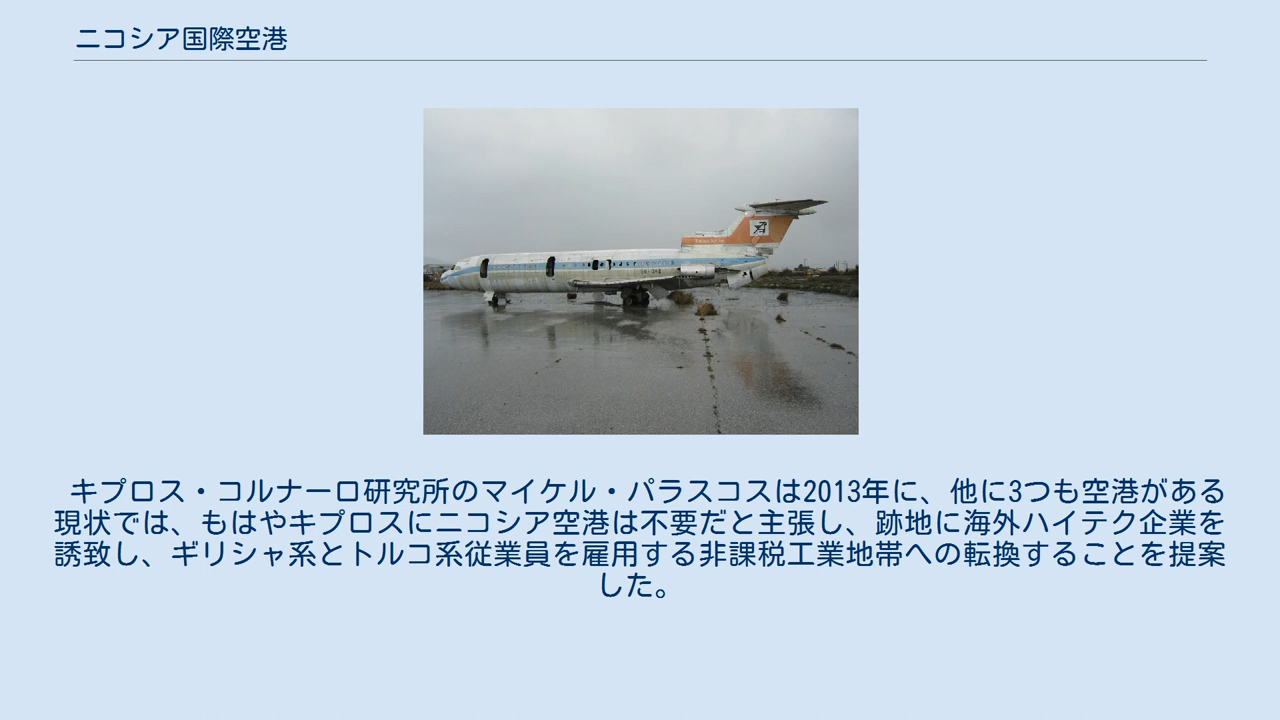 ニコシア国際空港
キプロス・コルナーロ研究所のマイケル・パラスコスは2013年に、他に3つも空港がある
現状では、もはやキプロスにニコシア空港は不要だと主張し、跡地に海外ハイテク企業を
誘致し、ギリシャ系とトルコ系従業員を雇用する非課税工業地帯への転換することを提案
した。